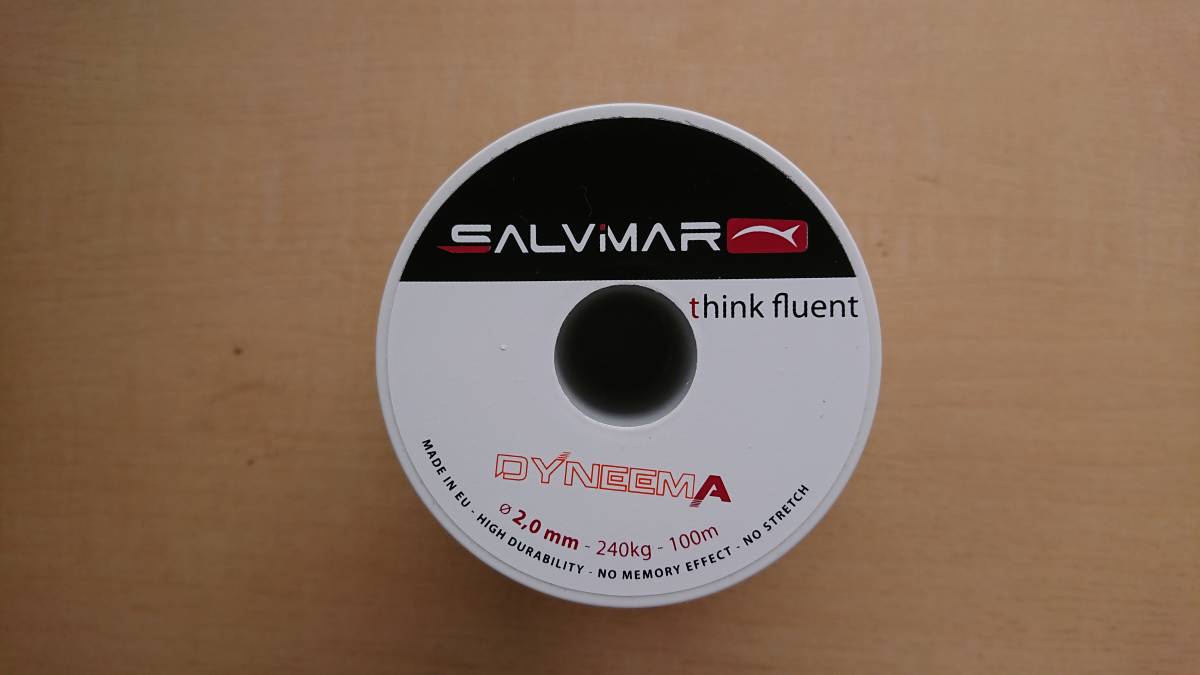 SALViMAR
think fluent
DYNEEMA
ø 2,0 mm - 240kg - 100m
MADE IN EU - HIGH DURABILITY - NO MEMORY EFFECT - NO STRETCH